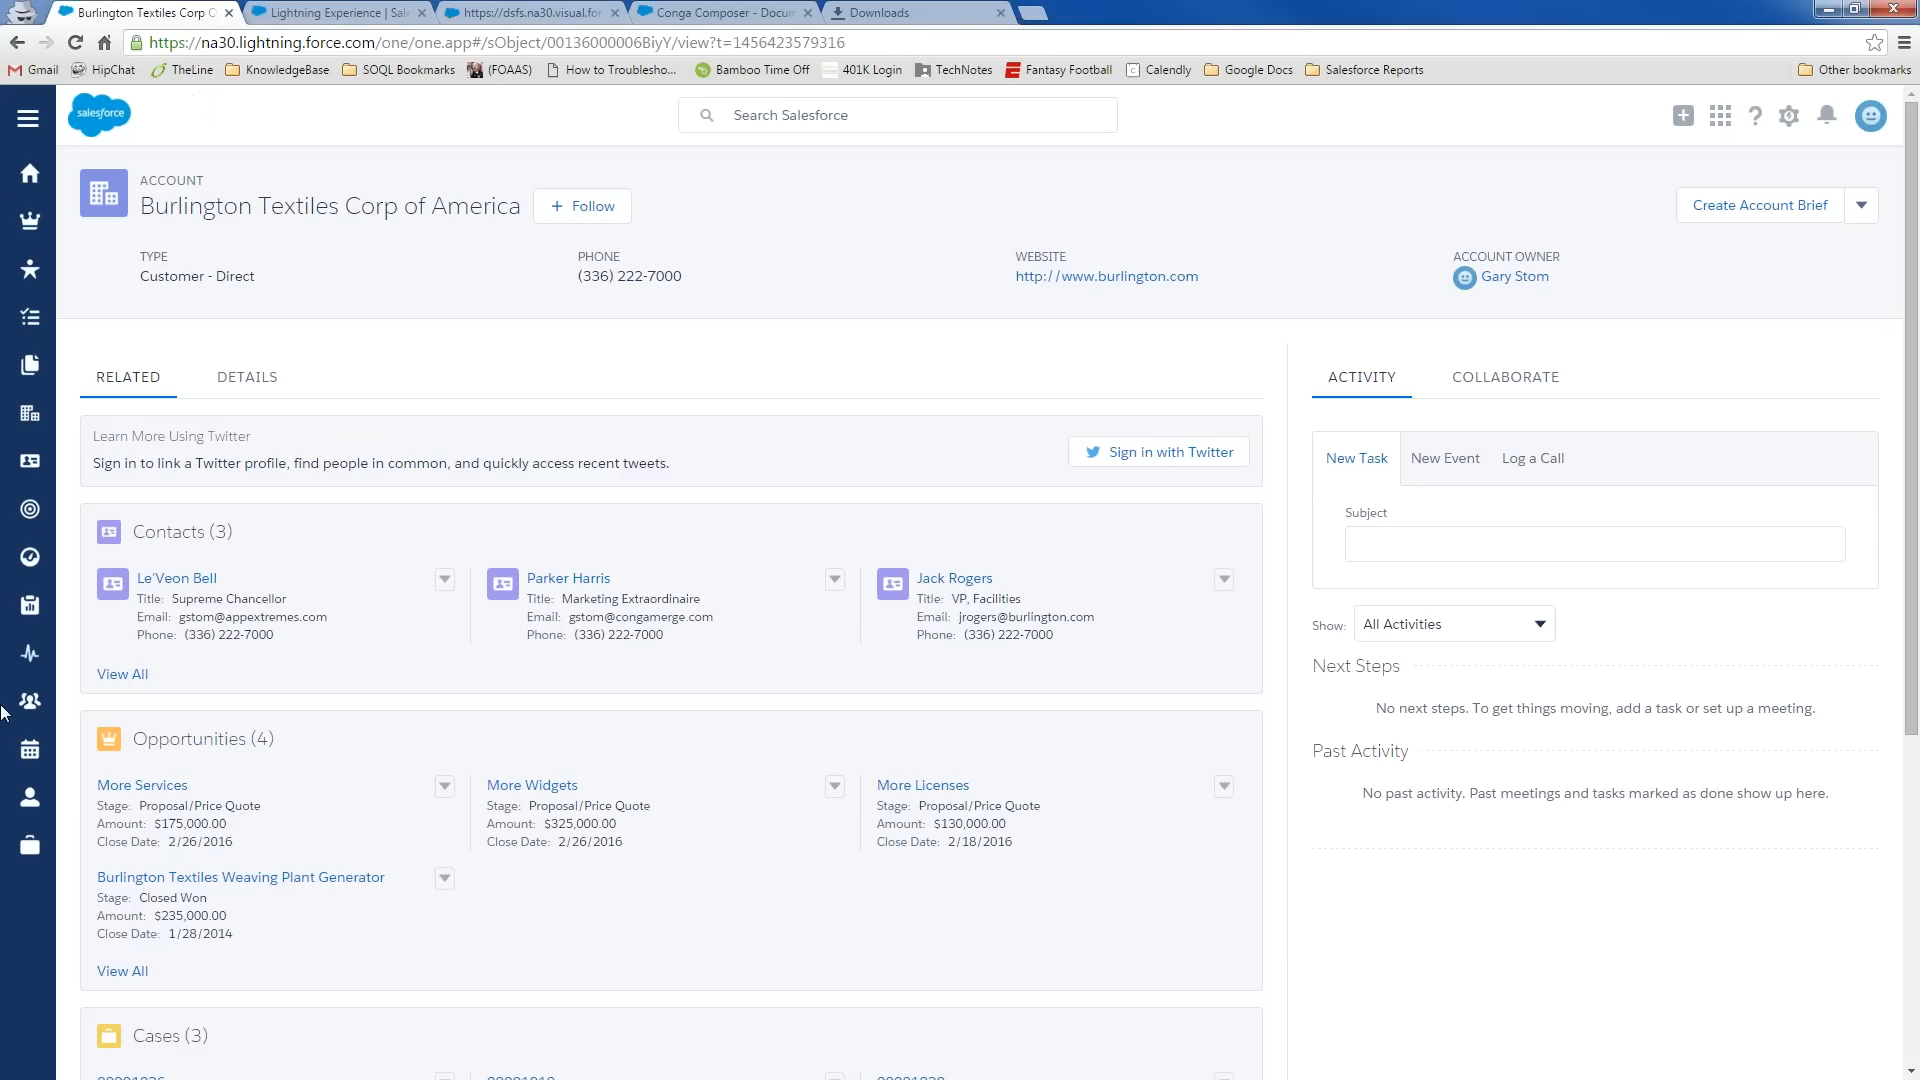 Burlington Textiles Corp O
Lightning Experience | Sal
https://dsfs.na30.visual.for
Conga Composer - Docum
Downloads
https://na30.lightning.force.com/one/one.app#/sObject/00136000006BiyY/view?t=1456423579316
Gmail
HipChat
TheLine
KnowledgeBase
SOQL Bookmarks
(FOAAS)
How to Troublesho...
Bamboo Time Off
401K Login
TechNotes
Fantasy Football
Calendly
Google Docs
Salesforce Reports
Other bookmarks
salesforce
Search Salesforce
ACCOUNT
Burlington Textiles Corp of America
+ Follow
Create Account Brief
TYPE
Customer - Direct
PHONE
(336) 222-7000
WEBSITE
http://www.burlington.com
ACCOUNT OWNER
Gary Stom
RELATED
DETAILS
Learn More Using Twitter
Sign in to link a Twitter profile, find people in common, and quickly access recent tweets.
Sign in with Twitter
Contacts (3)
Le'Veon Bell
Title: Supreme Chancellor
Email: gstom@appextremes.com
Phone: (336) 222-7000
Parker Harris
Title: Marketing Extraordinaire
Email: gstom@congamerge.com
Phone: (336) 222-7000
Jack Rogers
Title: VP, Facilities
Email: jrogers@burlington.com
Phone: (336) 222-7000
View All
Opportunities (4)
More Services
Stage: Proposal/Price Quote
Amount: $175,000.00
Close Date: 2/26/2016
More Widgets
Stage: Proposal/Price Quote
Amount: $325,000.00
Close Date: 2/26/2016
More Licenses
Stage: Proposal/Price Quote
Amount: $130,000.00
Close Date: 2/18/2016
Burlington Textiles Weaving Plant Generator
Stage: Closed Won
Amount: $235,000.00
Close Date: 1/28/2014
View All
Cases (3)
ACTIVITY
COLLABORATE
New Task
New Event
Log a Call
Subject
Show: All Activities
Next Steps
No next steps. To get things moving, add a task or set up a meeting.
Past Activity
No past activity. Past meetings and tasks marked as done show up here.